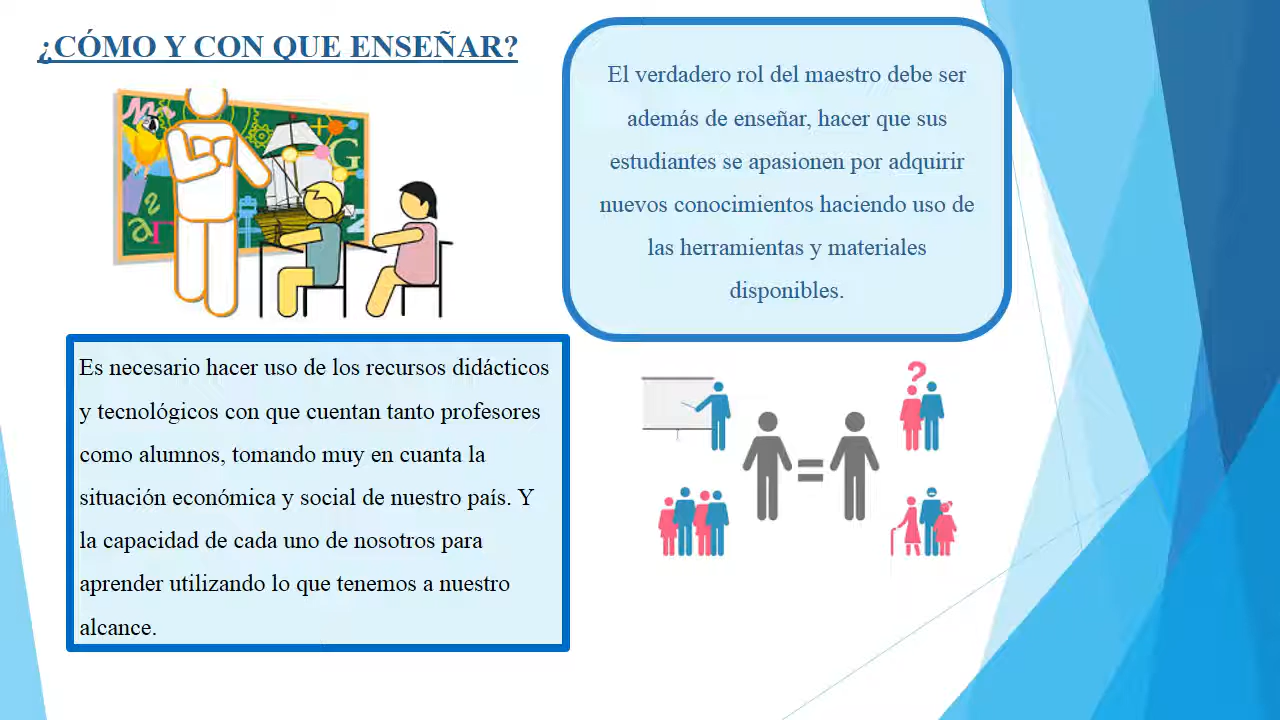 ¿CÓMO Y CON QUE ENSEÑAR?
El verdadero rol del maestro debe ser
además de enseñar, hacer que sus
estudiantes se apasionen por adquirir
nuevos conocimientos haciendo uso de
las herramientas y materiales
disponibles.
Es necesario hacer uso de los recursos didácticos
y tecnológicos con que cuentan tanto profesores
como alumnos, tomando muy en cuanta la
situación económica y social de nuestro país. Y
la capacidad de cada uno de nosotros para
aprender utilizando lo que tenemos a nuestro
alcance.